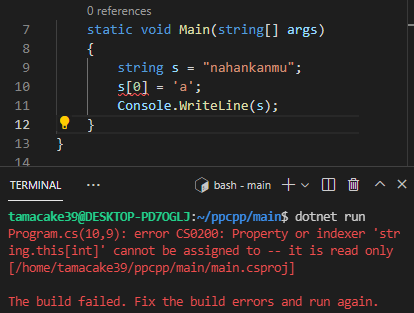 0 references
7 static void Main(string[] args)
8 {
9 string s = "nahankanmu";
10 s[0] = 'a';
11 Console.WriteLine(s);
12 }
13 }
14
TERMINAL ··· bash - main
tamacake39@DESKTOP-PD7OGLJ:~/ppcpp/main$ dotnet run
Program.cs(10,9): error CS0200: Property or indexer 'str
ing.this[int]' cannot be assigned to -- it is read only
[/home/tamacake39/ppcpp/main/main.csproj]
The build failed. Fix the build errors and run again.